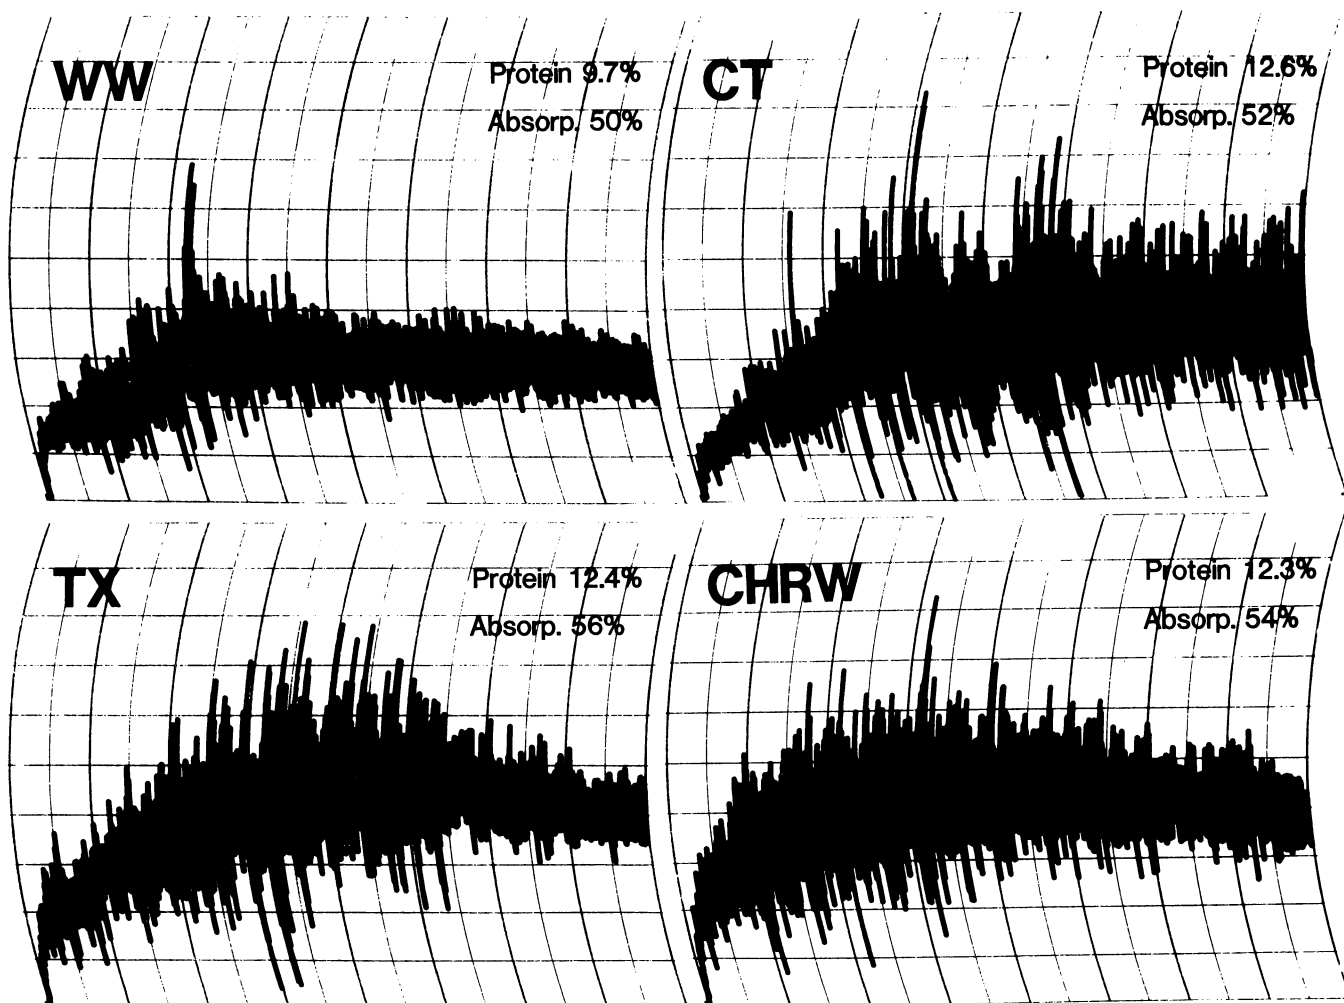 WW
Protein 9.7%
Absorp. 50%
CT
Protein 12.6%
Absorp. 52%
TX
Protein 12.4%
Absorp. 56%
CHRW
Protein 12.3%
Absorp. 54%